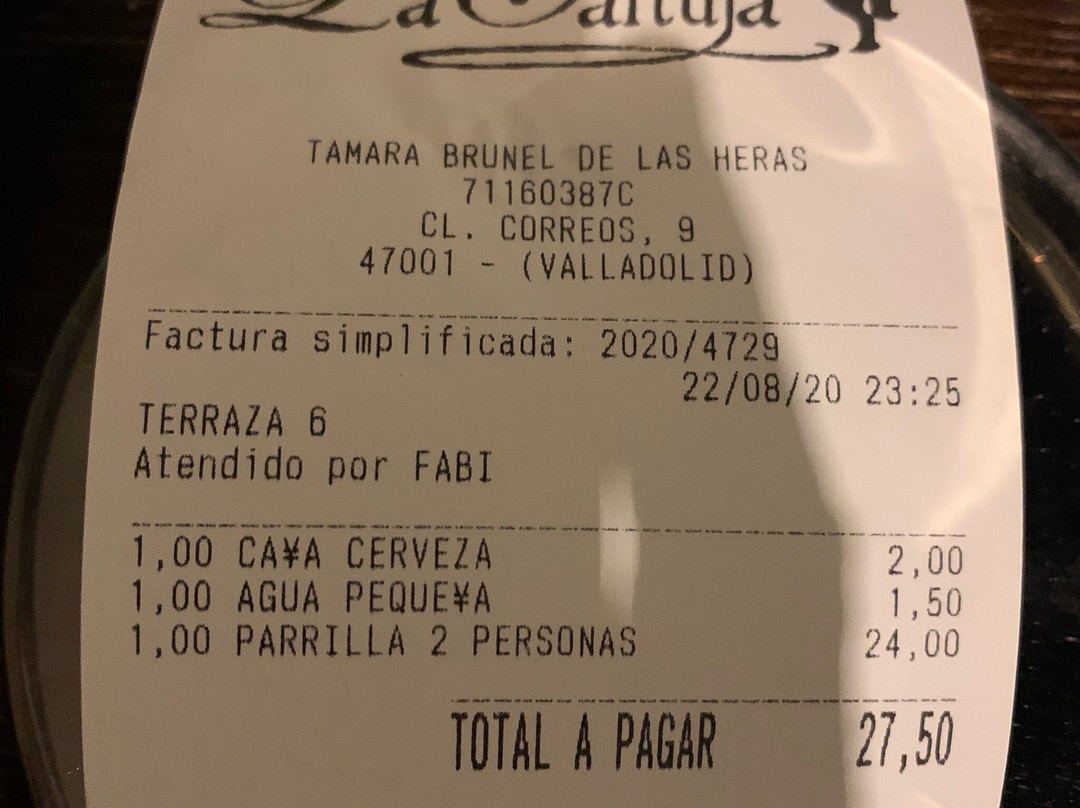 La
TAMARA BRUNEL DE LAS HERAS
71160387C
CL. CORREOS, 9
47001 - (VALLADOLID)
Factura simplificada: 2020/4729
22/08/20 23:25
TERRAZA 6
Atendido por FABI
1,00 CA¥A CERVEZA 2,00
1,00 AGUA PEQUE¥A 1,50
1,00 PARRILLA 2 PERSONAS 24,00
TOTAL A PAGAR 27,50